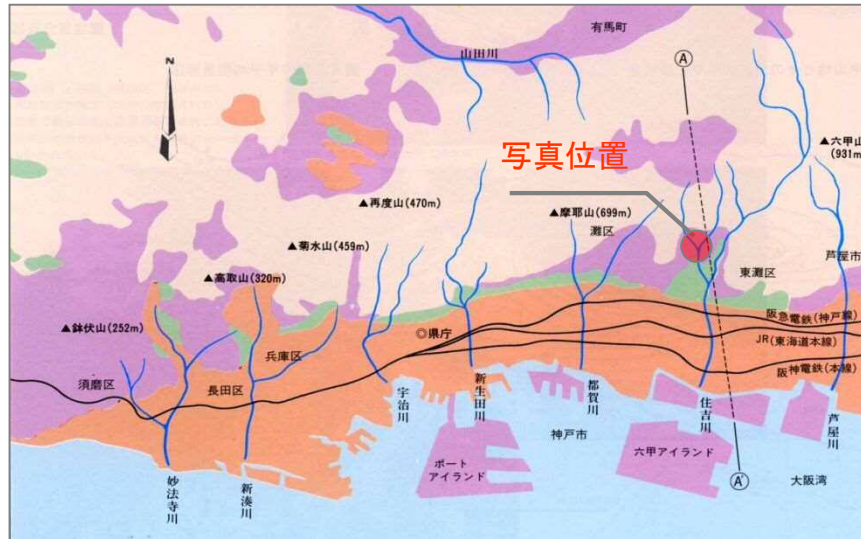 有馬町
山田川
Ⓐ
N
写真位置
▲六甲山
(931m
▲再度山(470m)
▲摩耶山(699m)
灘区
▲菊水山(459m)
東灘区
芦屋市
▲高取山(320m)
阪急電鉄(神戸線)
▲鉢伏山(252m)
◎県庁
JR(東海道本線)
兵庫区
阪神電鉄(本線)
須磨区
長田区
宇治川
新生田川
都賀川
住吉川
芦屋川
神戸市
ポート
アイランド
六甲アイランド
Ⓐ'
大阪湾
妙法寺川
新湊川